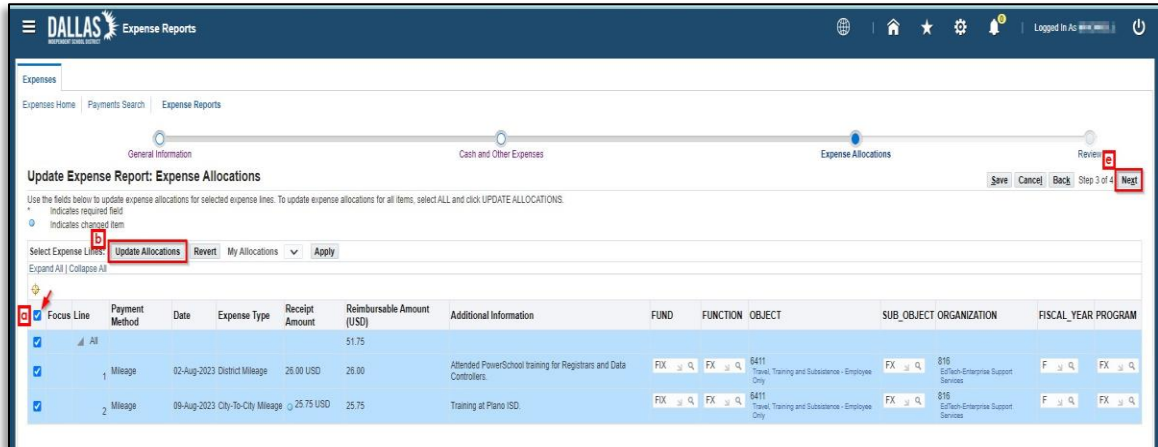 DALLAS
INDEPENDENT SCHOOL DISTRICT
Expense Reports
0
Logged In As
Expenses
Expenses Home Payments Search Expense Reports
General Information Cash and Other Expenses Expense Allocations Review
e
Update Expense Report: Expense Allocations
Save Cancel Back Step 3 of 4 Next
Use the fields below to update expense allocations for selected expense lines. To update expense allocations for all items, select ALL and click UPDATE ALLOCATIONS.
* Indicates required field
Indicates changed item
b
Select Expense Lines: Update Allocations Revert My Allocations Apply
Expand All | Collapse All
a
Focus Line Payment Method Date Expense Type Receipt Amount Reimbursable Amount (USD) Additional Information FUND FUNCTION OBJECT SUB_OBJECT ORGANIZATION FISCAL_YEAR PROGRAM
All 51.75
1 Mileage 02-Aug-2023 District Mileage 26.00 USD 26.00 Attended PowerSchool training for Registrars and Data Controllers. FIX FX 6411 Travel, Training and Subsistence - Employee Only FX 816 EdTech-Enterprise Support Services F FX
2 Mileage 09-Aug-2023 City-To-City Mileage 25.75 USD 25.75 Training at Plano ISD. FIX FX 6411 Travel, Training and Subsistence - Employee Only FX 816 EdTech-Enterprise Support Services F FX